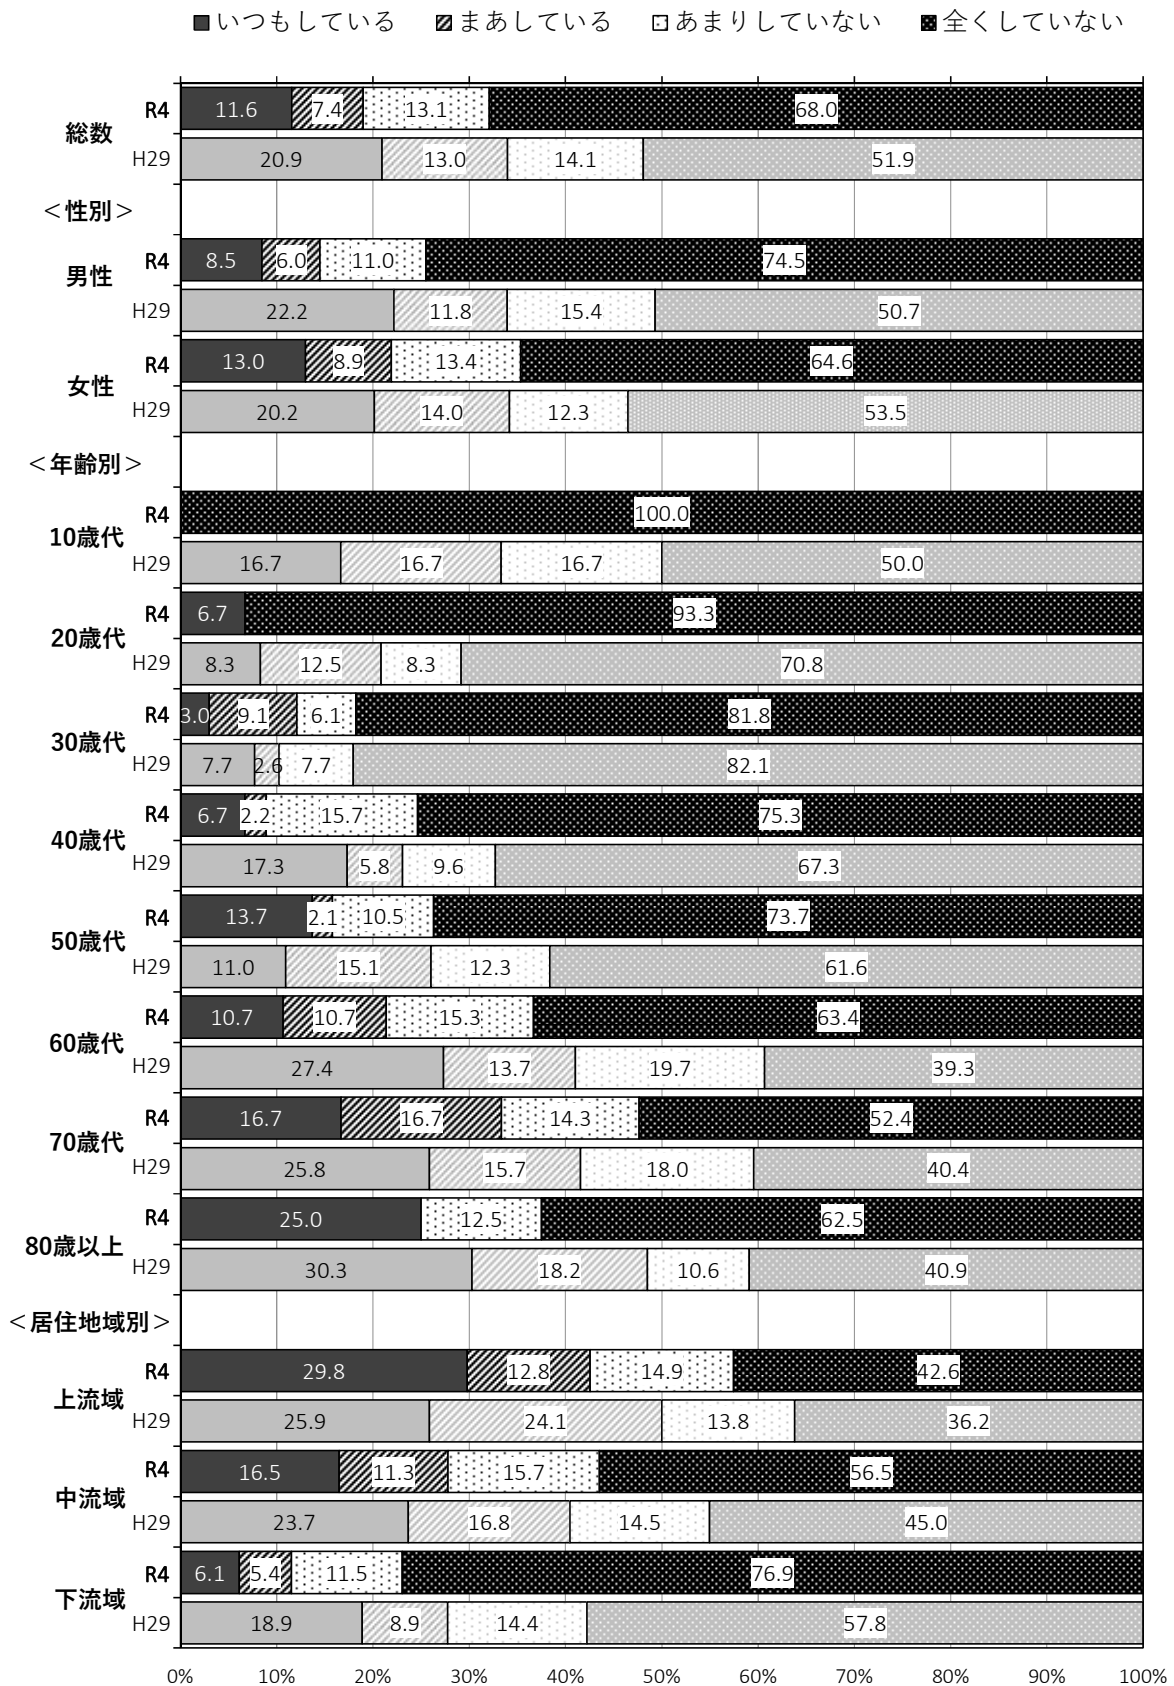 いつもしている まあしている あまりしていない 全くしていない
総数
R4 11.6 7.4 13.1 68.0
H29 20.9 13.0 14.1 51.9
＜性別＞
男性
R4 8.5 6.0 11.0 74.5
H29 22.2 11.8 15.4 50.7
女性
R4 13.0 8.9 13.4 64.6
H29 20.2 14.0 12.3 53.5
＜年齢別＞
10歳代
R4 100.0
H29 16.7 16.7 16.7 50.0
20歳代
R4 6.7 93.3
H29 8.3 12.5 8.3 70.8
30歳代
R4 3.0 9.1 6.1 81.8
H29 7.7 2.6 7.7 82.1
40歳代
R4 6.7 2.2 15.7 75.3
H29 17.3 5.8 9.6 67.3
50歳代
R4 13.7 2.1 10.5 73.7
H29 11.0 15.1 12.3 61.6
60歳代
R4 10.7 10.7 15.3 63.4
H29 27.4 13.7 19.7 39.3
70歳代
R4 16.7 16.7 14.3 52.4
H29 25.8 15.7 18.0 40.4
80歳以上
R4 25.0 12.5 62.5
H29 30.3 18.2 10.6 40.9
＜居住地域別＞
上流域
R4 29.8 12.8 14.9 42.6
H29 25.9 24.1 13.8 36.2
中流域
R4 16.5 11.3 15.7 56.5
H29 23.7 16.8 14.5 45.0
下流域
R4 6.1 5.4 11.5 76.9
H29 18.9 8.9 14.4 57.8
0% 10% 20% 30% 40% 50% 60% 70% 80% 90% 100%